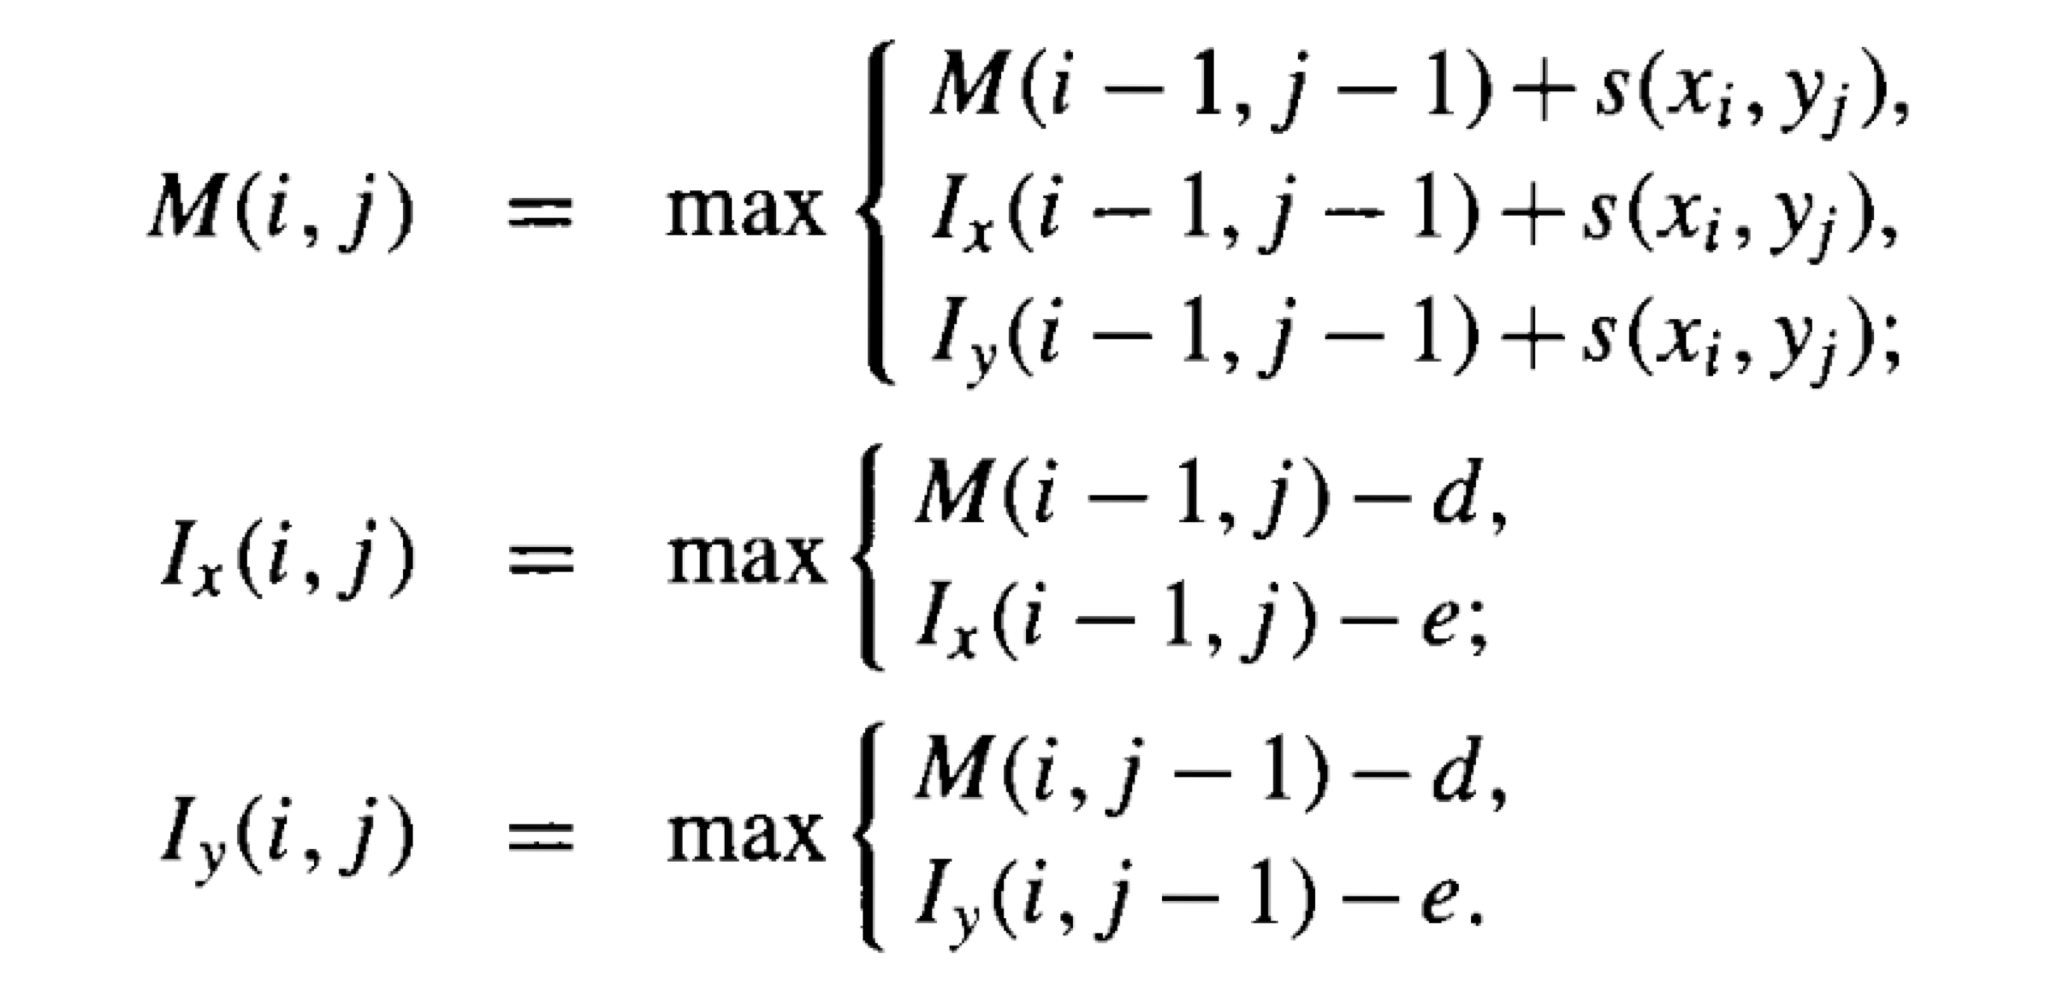 M(i, j) = max { M(i − 1, j − 1) + s(x_i, y_j),
I_x(i − 1, j − 1) + s(x_i, y_j),
I_y(i − 1, j − 1) + s(x_i, y_j);
I_x(i, j) = max { M(i − 1, j) − d,
I_x(i − 1, j) − e;
I_y(i, j) = max { M(i, j − 1) − d,
I_y(i, j − 1) − e.